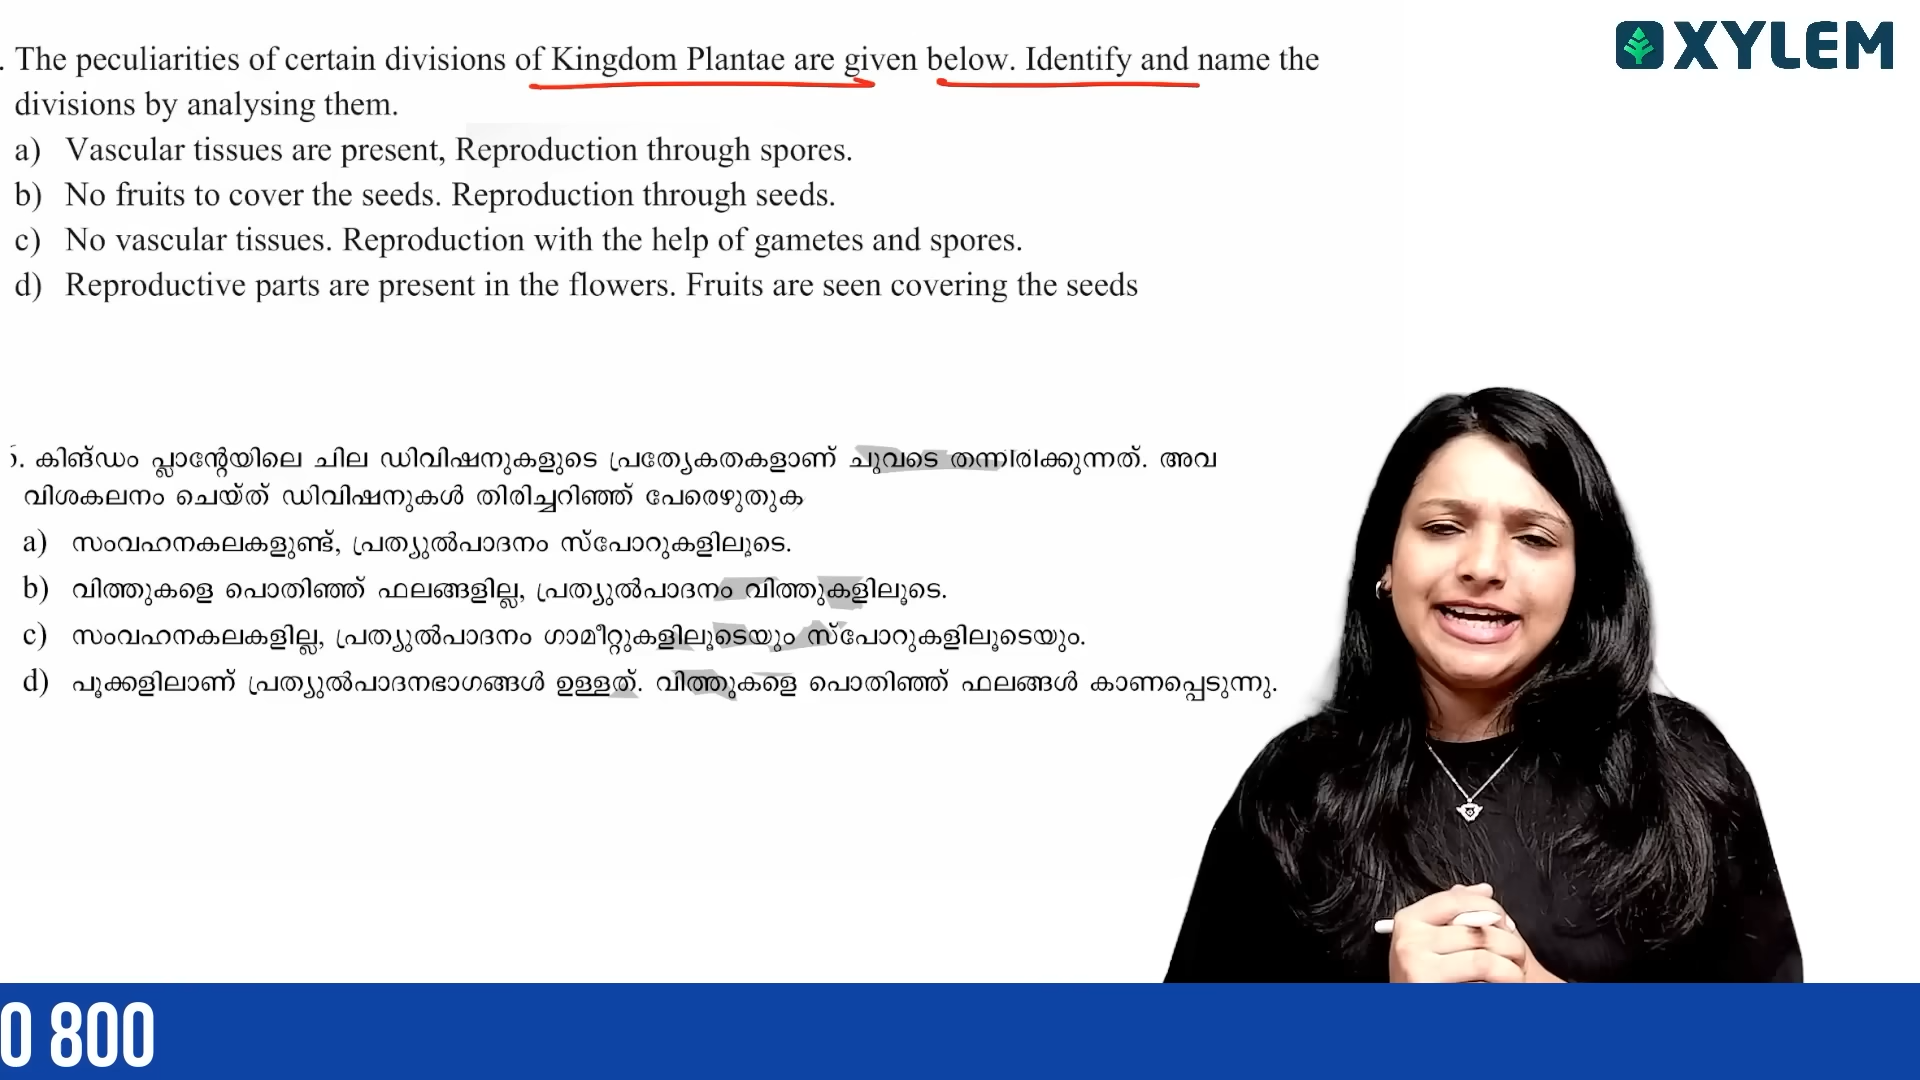 XYLEM
. The peculiarities of certain divisions of Kingdom Plantae are given below. Identify and name the
divisions by analysing them.
a) Vascular tissues are present, Reproduction through spores.
b) No fruits to cover the seeds. Reproduction through seeds.
c) No vascular tissues. Reproduction with the help of gametes and spores.
d) Reproductive parts are present in the flowers. Fruits are seen covering the seeds
. കിങ്ഡം പ്ലാന്റേയിലെ ചില ഡിവിഷനുകളുടെ പ്രത്യേകതകളാണ് ചുവടെ തന്നിരിക്കുന്നത്. അവ
വിശകലനം ചെയ്ത് ഡിവിഷനുകൾ തിരിച്ചറിഞ്ഞ് പേരെഴുതുക
a) സംവഹനകലകളുണ്ട്, പ്രത്യുൽപാദനം സ്പോറുകളിലൂടെ.
b) വിത്തുകളെ പൊതിഞ്ഞ് ഫലങ്ങളില്ല, പ്രത്യുൽപാദനം വിത്തുകളിലൂടെ.
c) സംവഹനകലകളില്ല, പ്രത്യുൽപാദനം ഗാമീറ്റുകളിലൂടെയും സ്പോറുകളിലൂടെയും.
d) പൂക്കളിലാണ് പ്രത്യുൽപാദനഭാഗങ്ങൾ ഉള്ളത്. വിത്തുകളെ പൊതിഞ്ഞ് ഫലങ്ങൾ കാണപ്പെടുന്നു.
0 800